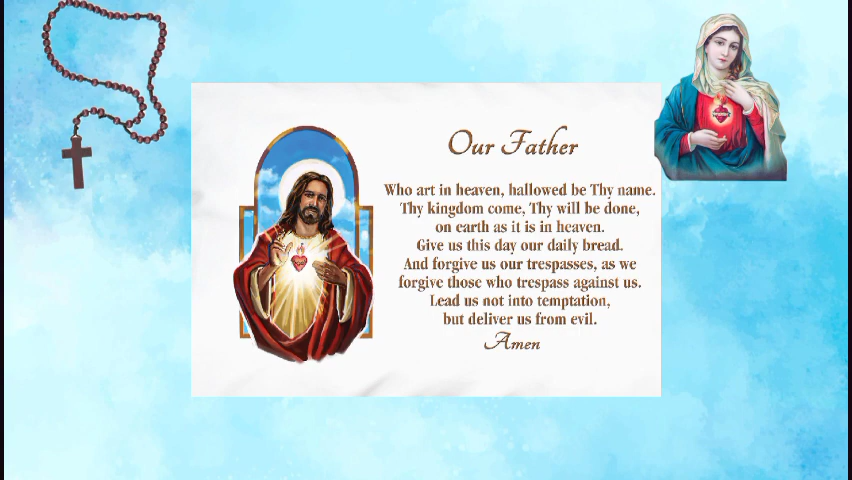 Our Father
Who art in heaven, hallowed be Thy name.
Thy kingdom come, Thy will be done,
on earth as it is in heaven.
Give us this day our daily bread.
And forgive us our trespasses, as we
forgive those who trespass against us.
Lead us not into temptation,
but deliver us from evil.
Amen